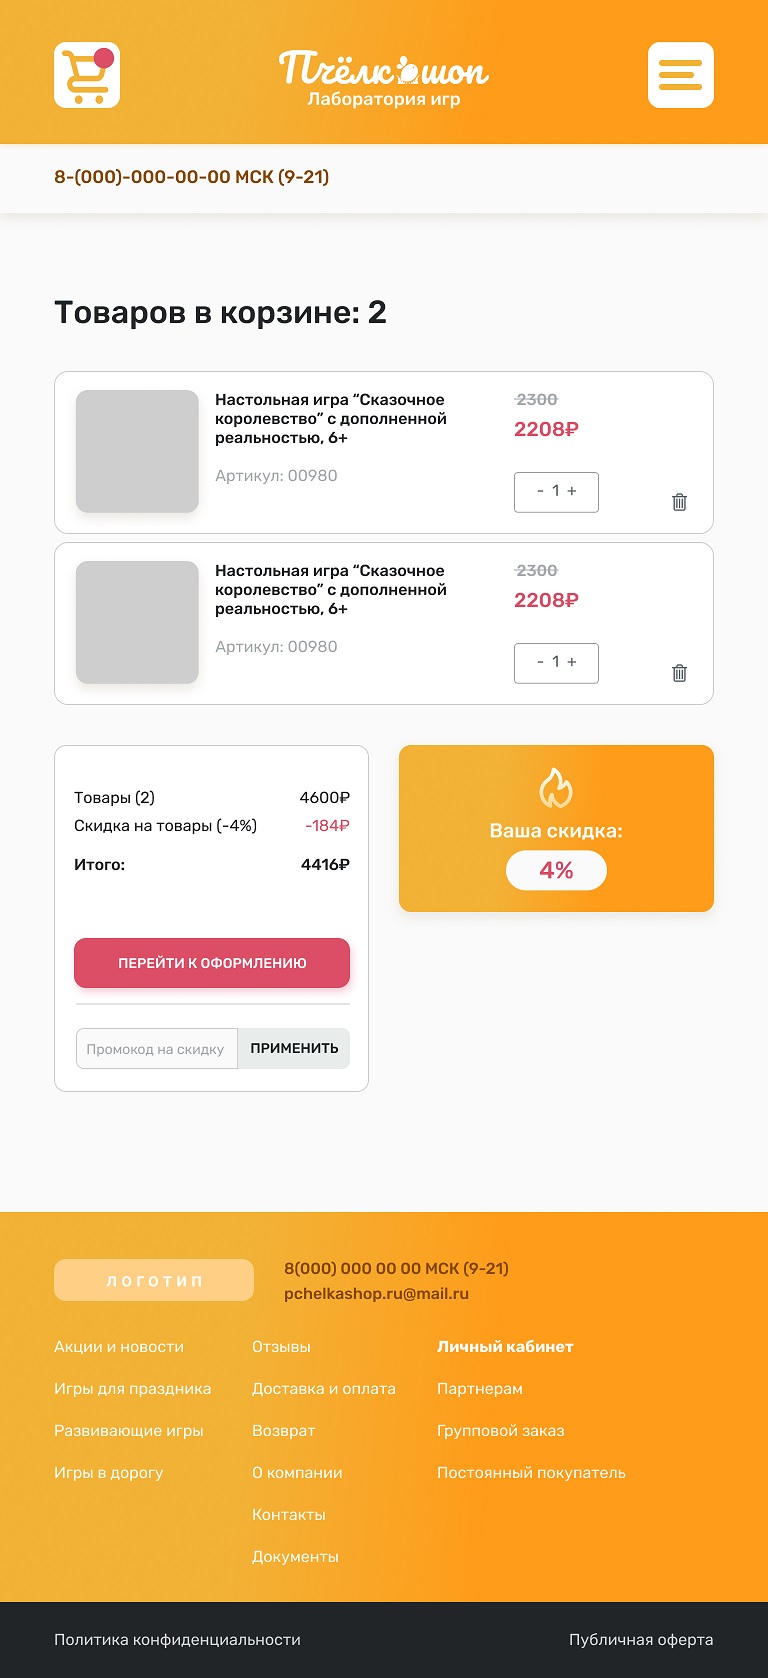 Пчёлкошоп
Лаборатория игр
8-(000)-000-00-00 МСК (9-21)
Товаров в корзине: 2
Настольная игра “Сказочное
королевство” с дополненной
реальностью, 6+
Артикул: 00980
2300
2208₽
- 1 +
Настольная игра “Сказочное
королевство” с дополненной
реальностью, 6+
Артикул: 00980
2300
2208₽
- 1 +
Товары (2) 4600₽
Скидка на товары (-4%) -184₽
Итого: 4416₽
ПЕРЕЙТИ К ОФОРМЛЕНИЮ
Промокод на скидку ПРИМЕНИТЬ
Ваша скидка:
4%
ЛОГОТИП
8(000) 000 00 00 МСК (9-21)
pchelkashop.ru@mail.ru
Акции и новости
Игры для праздника
Развивающие игры
Игры в дорогу
Отзывы
Доставка и оплата
Возврат
О компании
Контакты
Документы
Личный кабинет
Партнерам
Групповой заказ
Постоянный покупатель
Политика конфиденциальности
Публичная оферта